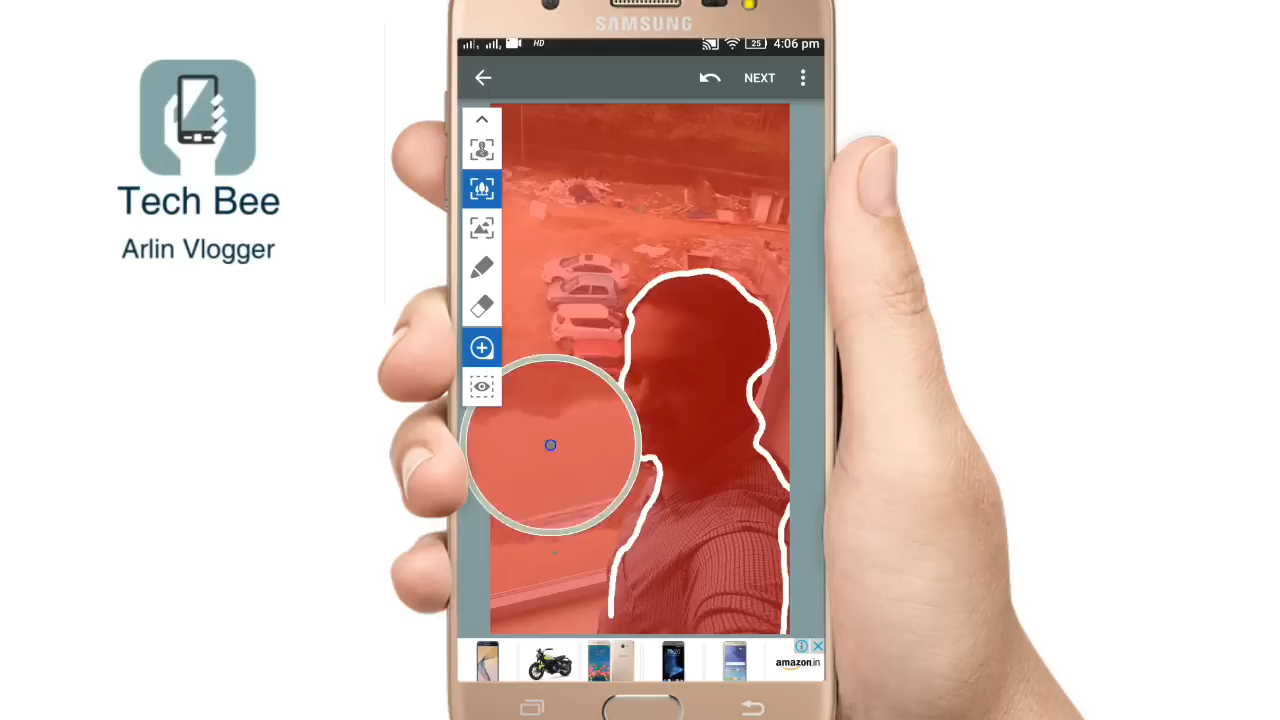 SAMSUNG
HD
25
4:06 pm
NEXT
Tech Bee
Arlin Vlogger
amazon.in